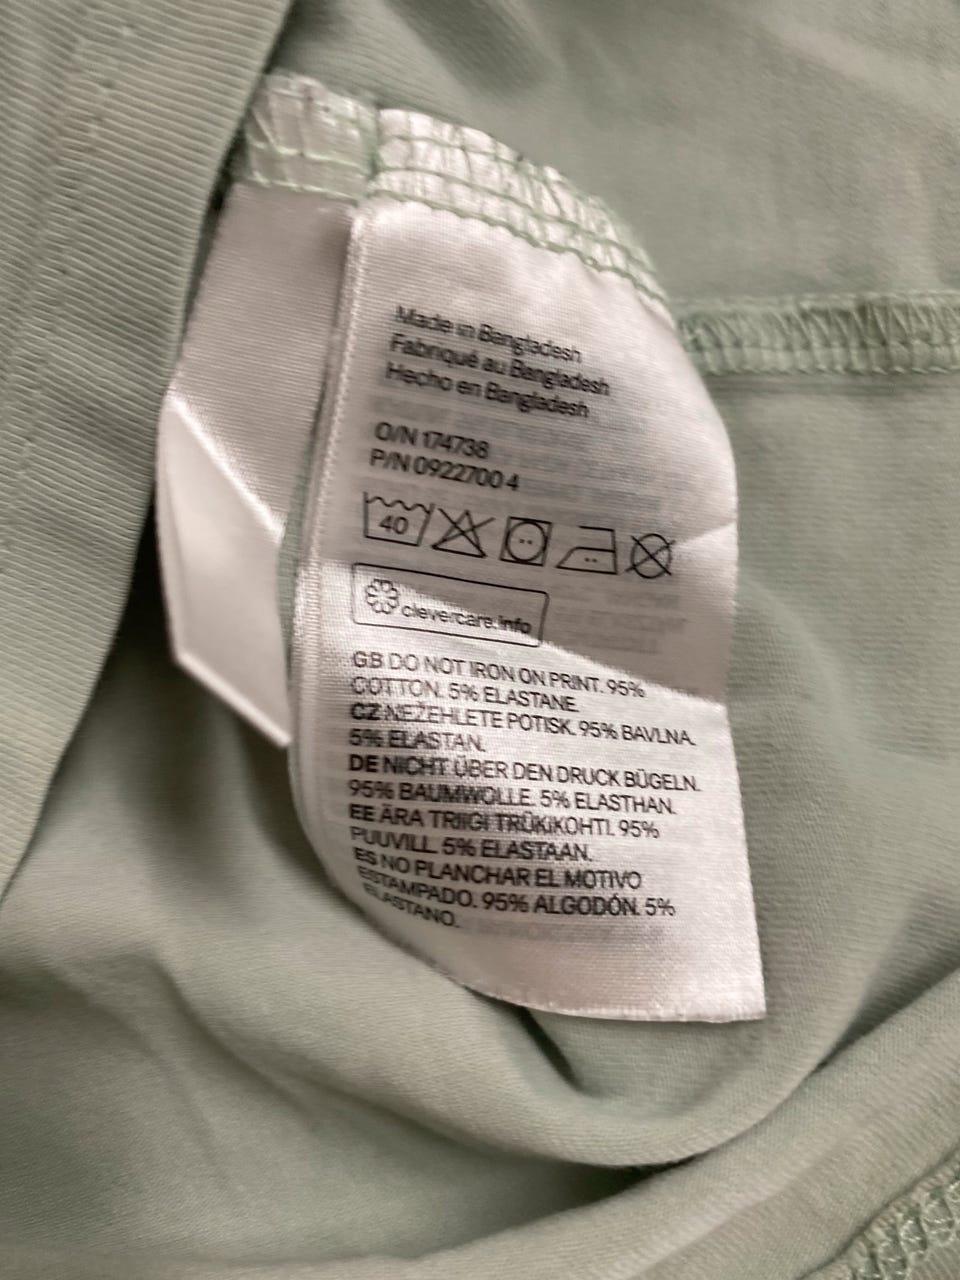 Made in Bangladesh
Fabriqué au Bangladesh
Hecho en Bangladesh
O/N 174738
P/N 0922700 4
40
clevercare.info
GB DO NOT IRON ON PRINT. 95%
COTTON. 5% ELASTANE.
CZ NEŽEHLETE POTISK. 95% BAVLNA.
5% ELASTAN.
DE NICHT ÜBER DEN DRUCK BÜGELN.
95% BAUMWOLLE. 5% ELASTHAN.
EE ÄRA TRIIGI TRÜKIKOHTI. 95%
PUUVILL. 5% ELASTAAN.
ES NO PLANCHAR EL MOTIVO
ESTAMPADO. 95% ALGODÓN. 5%
ELASTANO.